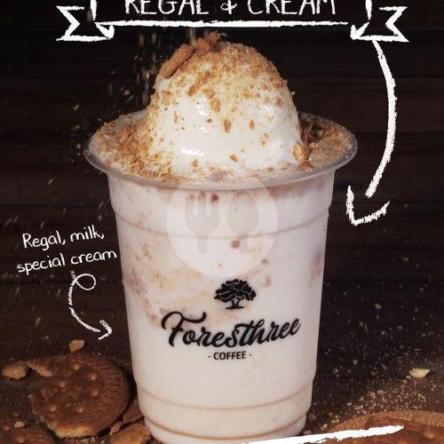 REGAL & CREAM
Regal, milk,
special cream
Foresthree
- COFFEE -